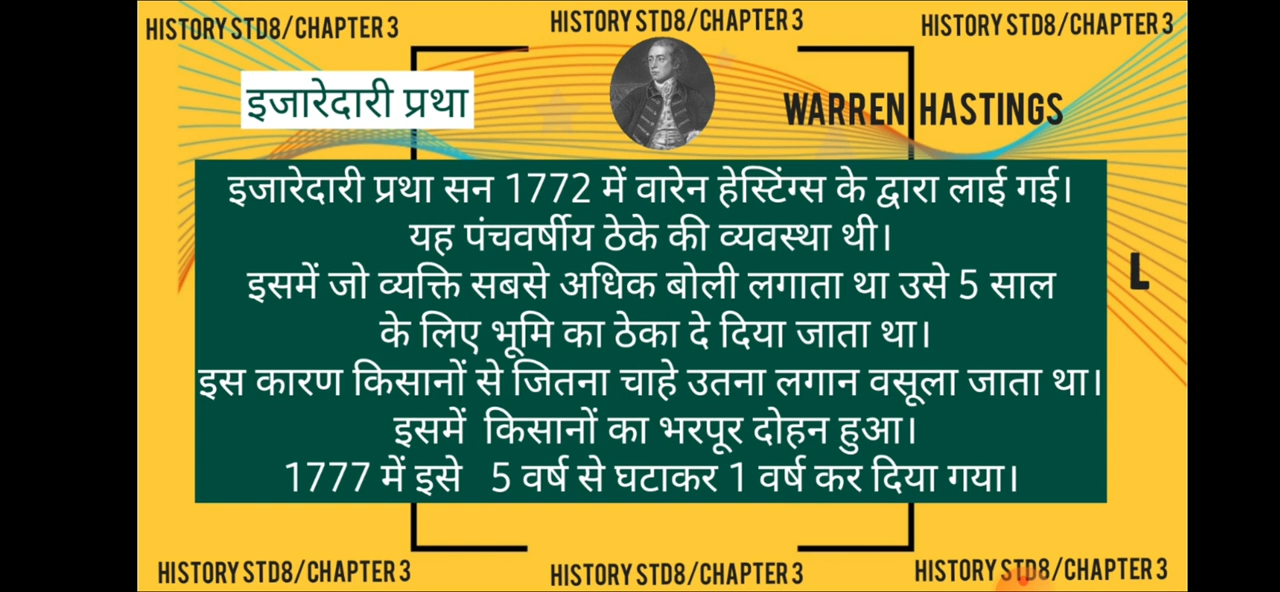 HISTORY STD8/CHAPTER 3
HISTORY STD8/CHAPTER 3
HISTORY STD8/CHAPTER 3
इजारेदारी प्रथा
WARREN HASTINGS
इजारेदारी प्रथा सन 1772 में वारेन हेस्टिंग्स के द्वारा लाई गई।
यह पंचवर्षीय ठेके की व्यवस्था थी।
इसमें जो व्यक्ति सबसे अधिक बोली लगाता था उसे 5 साल
के लिए भूमि का ठेका दे दिया जाता था।
इस कारण किसानों से जितना चाहे उतना लगान वसूला जाता था।
इसमें किसानों का भरपूर दोहन हुआ।
1777 में इसे 5 वर्ष से घटाकर 1 वर्ष कर दिया गया।
L
HISTORY STD8/CHAPTER 3
HISTORY STD8/CHAPTER 3
HISTORY STD8/CHAPTER 3